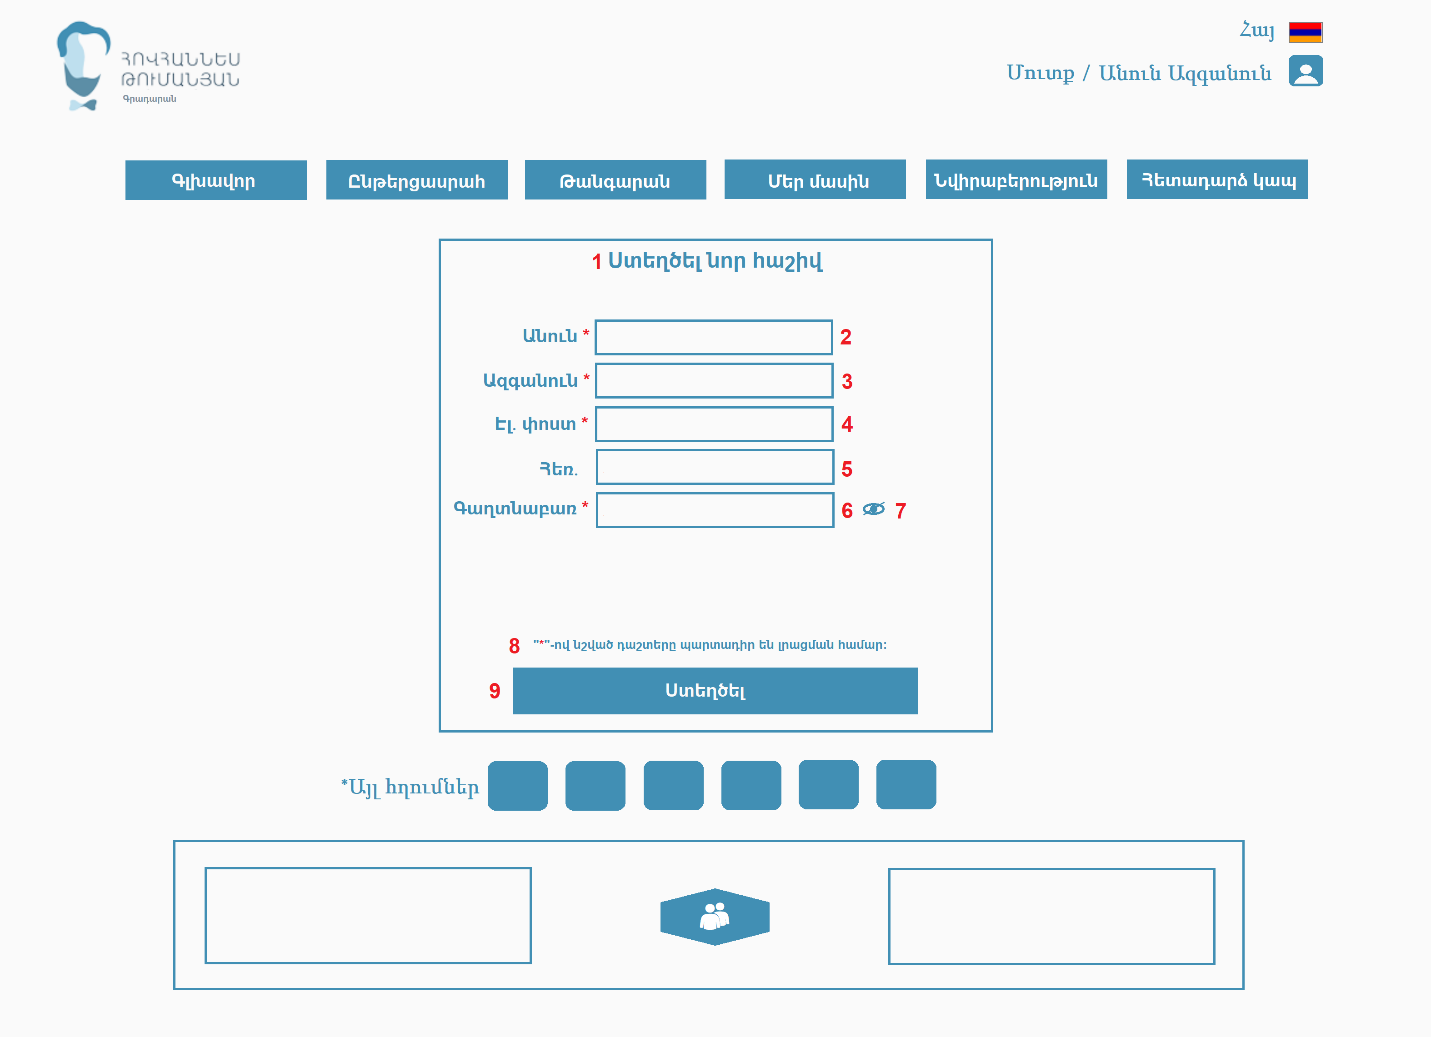 ՀՈՎՀԱՆՆԵՍ
ԹՈՒՄԱՆՅԱՆ
Գրադարան
Հայ
Մուտք / Անուն Ազգանուն
Գլխավոր
Ընթերցասրահ
Թանգարան
Մեր մասին
Նվիրաբերություն
Հետադարձ կապ
1 Ստեղծել նոր հաշիվ
Անուն * 2
Ազգանուն * 3
Էլ. փոստ * 4
Հեռ. 5
Գաղտնաբառ * 6 7
8 "*"-ով նշված դաշտերը պարտադիր են լրացման համար:
9 Ստեղծել
*Այլ հղումներ